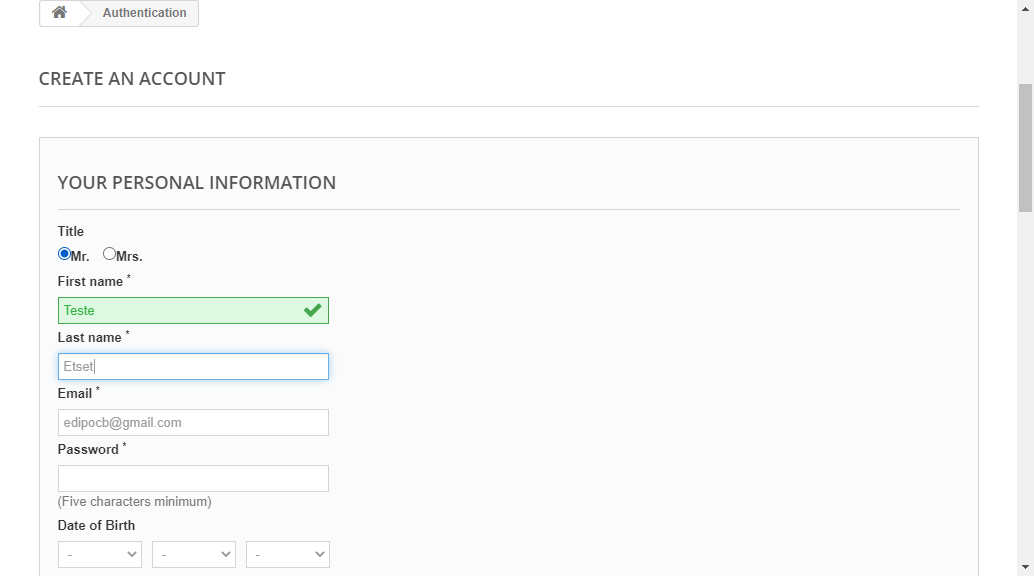 Authentication
CREATE AN ACCOUNT
YOUR PERSONAL INFORMATION
Title
Mr. Mrs.
First name *
Teste
Last name *
Etset
Email *
edipocb@gmail.com
Password *
(Five characters minimum)
Date of Birth
- - -